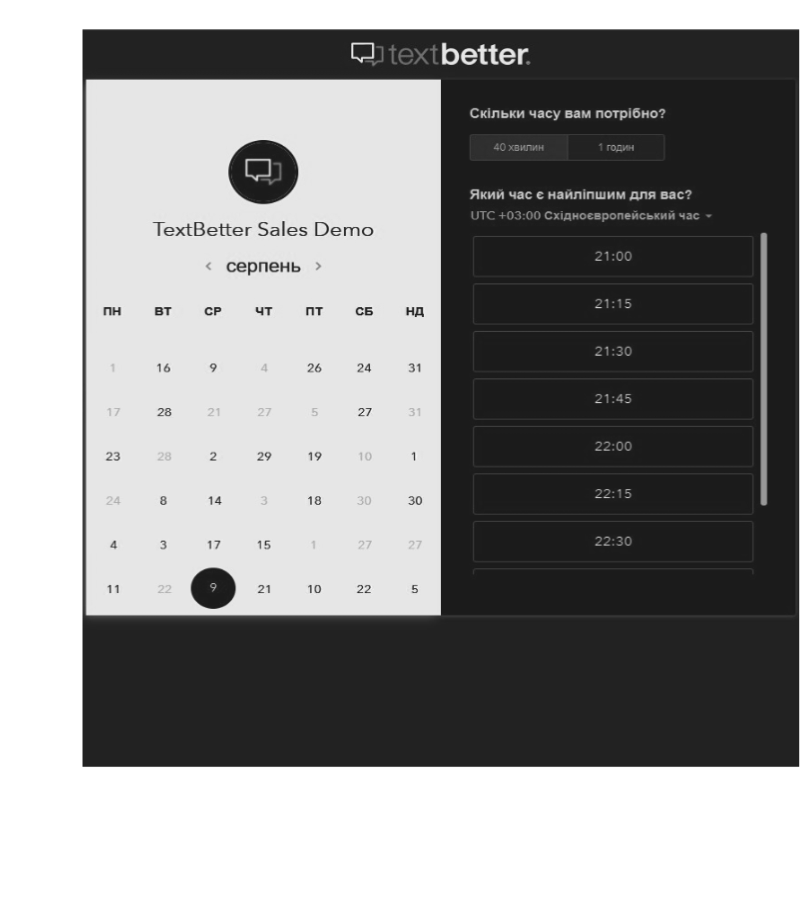 textbetter.
TextBetter Sales Demo
‹ серпень ›
ПН ВТ СР ЧТ ПТ СБ НД
1 16 9 4 26 24 31
17 28 21 27 5 27 31
23 28 2 29 19 10 1
24 8 14 3 18 30 30
4 3 17 15 1 27 27
11 22 9 21 10 22 5
Скільки часу вам потрібно?
40 хвилин 1 годин
Який час є найліпшим для вас?
UTC +03:00 Східноєвропейський час
21:00
21:15
21:30
21:45
22:00
22:15
22:30